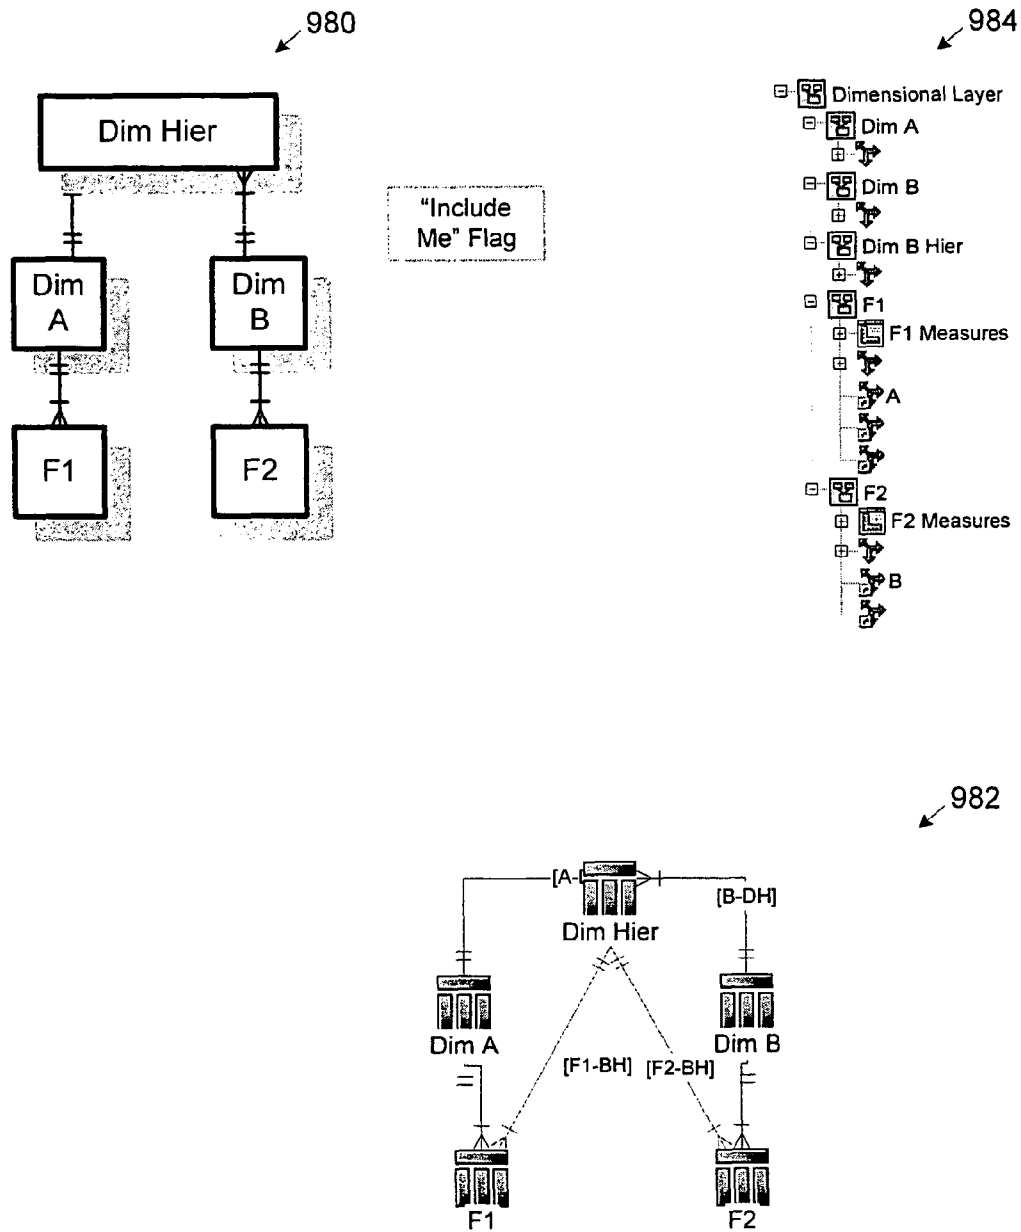 980
Dim Hier
"Include
Me" Flag
Dim
A
Dim
B
F1
F2
984
Dimensional Layer
Dim A
Dim B
Dim B Hier
F1
F1 Measures
A
F2
F2 Measures
B
982
[A-
[B-DH]
Dim Hier
Dim A
Dim B
[F1-BH]
[F2-BH]
F1
F2